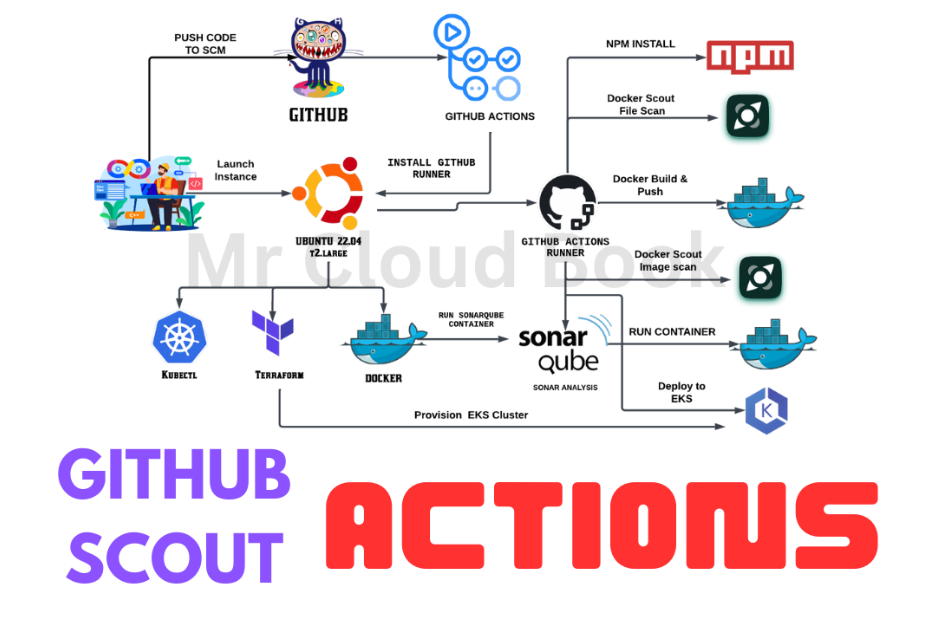 PUSH CODE
TO SCM
GITHUB
GITHUB ACTIONS
NPM INSTALL
npm
Docker Scout
File Scan
Launch
Instance
INSTALL GITHUB
RUNNER
Docker Build &
Push
UBUNTU 22.04
T2.LARGE
GITHUB ACTIONS
RUNNER
Mr Cloud Book
Docker Scout
Image scan
RUN SONARQUBE
CONTAINER
sonar
qube
RUN CONTAINER
KUBECTL
TERRAFORM
DOCKER
SONAR ANALYSIS
Deploy to
EKS
K
Provision EKS Cluster
GITHUB
SCOUT
ACTIONS